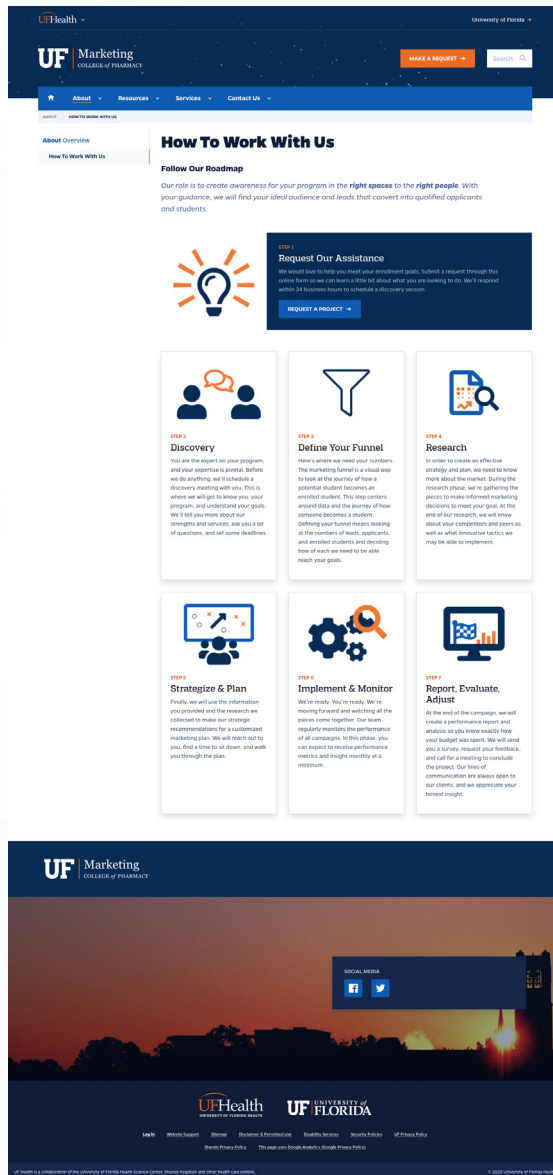 UFHealth
University of Florida →
UF Marketing
COLLEGE of PHARMACY
MAKE A REQUEST →
Search
About
Resources
Services
Contact Us
ABOUT
HOW TO WORK WITH US
About Overview
How To Work With Us
How To Work With Us
Follow Our Roadmap
Our role is to create awareness for your program in the right spaces to the right people. With
your guidance, we will find your ideal audience and leads that convert into qualified applicants
and students.
STEP 1
Request Our Assistance
We would love to help you meet your enrollment goals. Submit a request through this
online form so we can learn a little bit about what you are looking to do. We'll respond
within 24 business hours to schedule a discovery session.
REQUEST A PROJECT →
STEP 2
Discovery
You are the expert on your program,
and your expertise is pivotal. Before
we do anything, we'll schedule a
discovery meeting with you. This is
where we will get to know you, your
program, and understand your goals.
We'll tell you more about our
strengths and services, ask you a lot
of questions, and set some deadlines.
STEP 3
Define Your Funnel
Here's where we need your numbers.
The marketing funnel is a visual way
to look at the journey of how a
potential student becomes an
enrolled student. This step centers
around data and the journey of how
someone becomes a student.
Defining your funnel means looking
at the numbers of leads, applicants,
and enrolled students and deciding
how of each we need to be able
reach your goals.
STEP 4
Research
In order to create an effective
strategy and plan, we need to know
more about the market. During the
research phase, we're gathering the
pieces to make informed marketing
decisions to meet your goal. At the
end of our research, we will know
about your competitors and peers as
well as what innovative tactics we
may be able to implement.
STEP 5
Strategize & Plan
Finally, we will use the information
you provided and the research we
collected to make our strategic
recommendations for a customized
marketing plan. We will reach out to
you, find a time to sit down, and walk
you through the plan.
STEP 6
Implement & Monitor
We're ready. You're ready. We're
moving forward and watching all the
pieces come together. Our team
regularly monitors the performance
of all campaigns. In this phase, you
can expect to receive performance
metrics and insight monthly at a
minimum.
STEP 7
Report, Evaluate,
Adjust
At the end of the campaign, we will
create a performance report and
analysis so you know exactly how
your budget was spent. We will send
you a survey, request your feedback,
and call for a meeting to conclude
the project. Our lines of
communication are always open to
our clients, and we appreciate your
honest insight.
UF Marketing
COLLEGE of PHARMACY
SOCIAL MEDIA
UFHealth
UNIVERSITY OF FLORIDA HEALTH
UF UNIVERSITY of
FLORIDA
Log in Website Support Sitemap Disclaimer & Permitted Use Disability Services Security Policies UF Privacy Policy
Shands Privacy Policy This page uses Google Analytics (Google Privacy Policy)
UF Health is a collaboration of the University of Florida Health Science Center, Shands hospitals and other health care entities.
© 2020 University of Florida Health